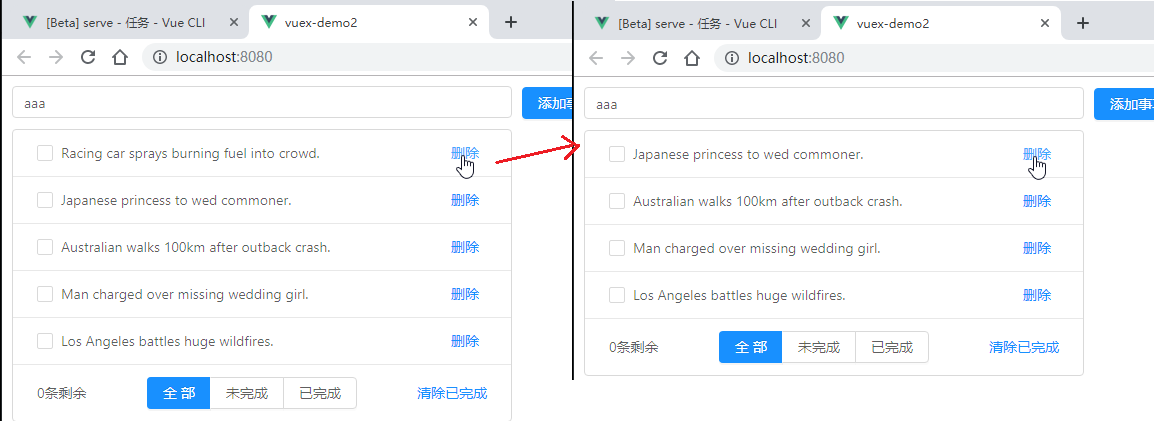 [Beta] serve - 任务 - Vue CLI
vuex-demo2
localhost:8080
aaa
添加
Racing car sprays burning fuel into crowd.
删除
Japanese princess to wed commoner.
删除
Australian walks 100km after outback crash.
删除
Man charged over missing wedding girl.
删除
Los Angeles battles huge wildfires.
删除
0条剩余
全 部
未完成
已完成
清除已完成
[Beta] serve - 任务 - Vue CLI
vuex-demo2
localhost:8080
aaa
添加事
Japanese princess to wed commoner.
删除
Australian walks 100km after outback crash.
删除
Man charged over missing wedding girl.
删除
Los Angeles battles huge wildfires.
删除
0条剩余
全 部
未完成
已完成
清除已完成